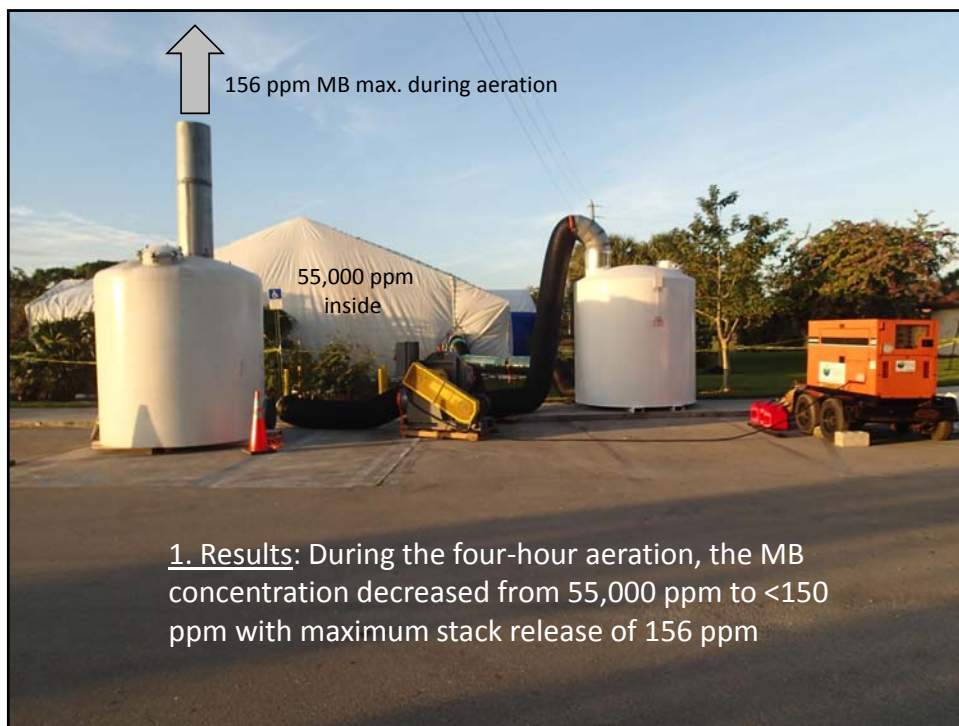 156 ppm MB max. during aeration
55,000 ppm
inside
1. Results: During the four-hour aeration, the MB
concentration decreased from 55,000 ppm to <150
ppm with maximum stack release of 156 ppm